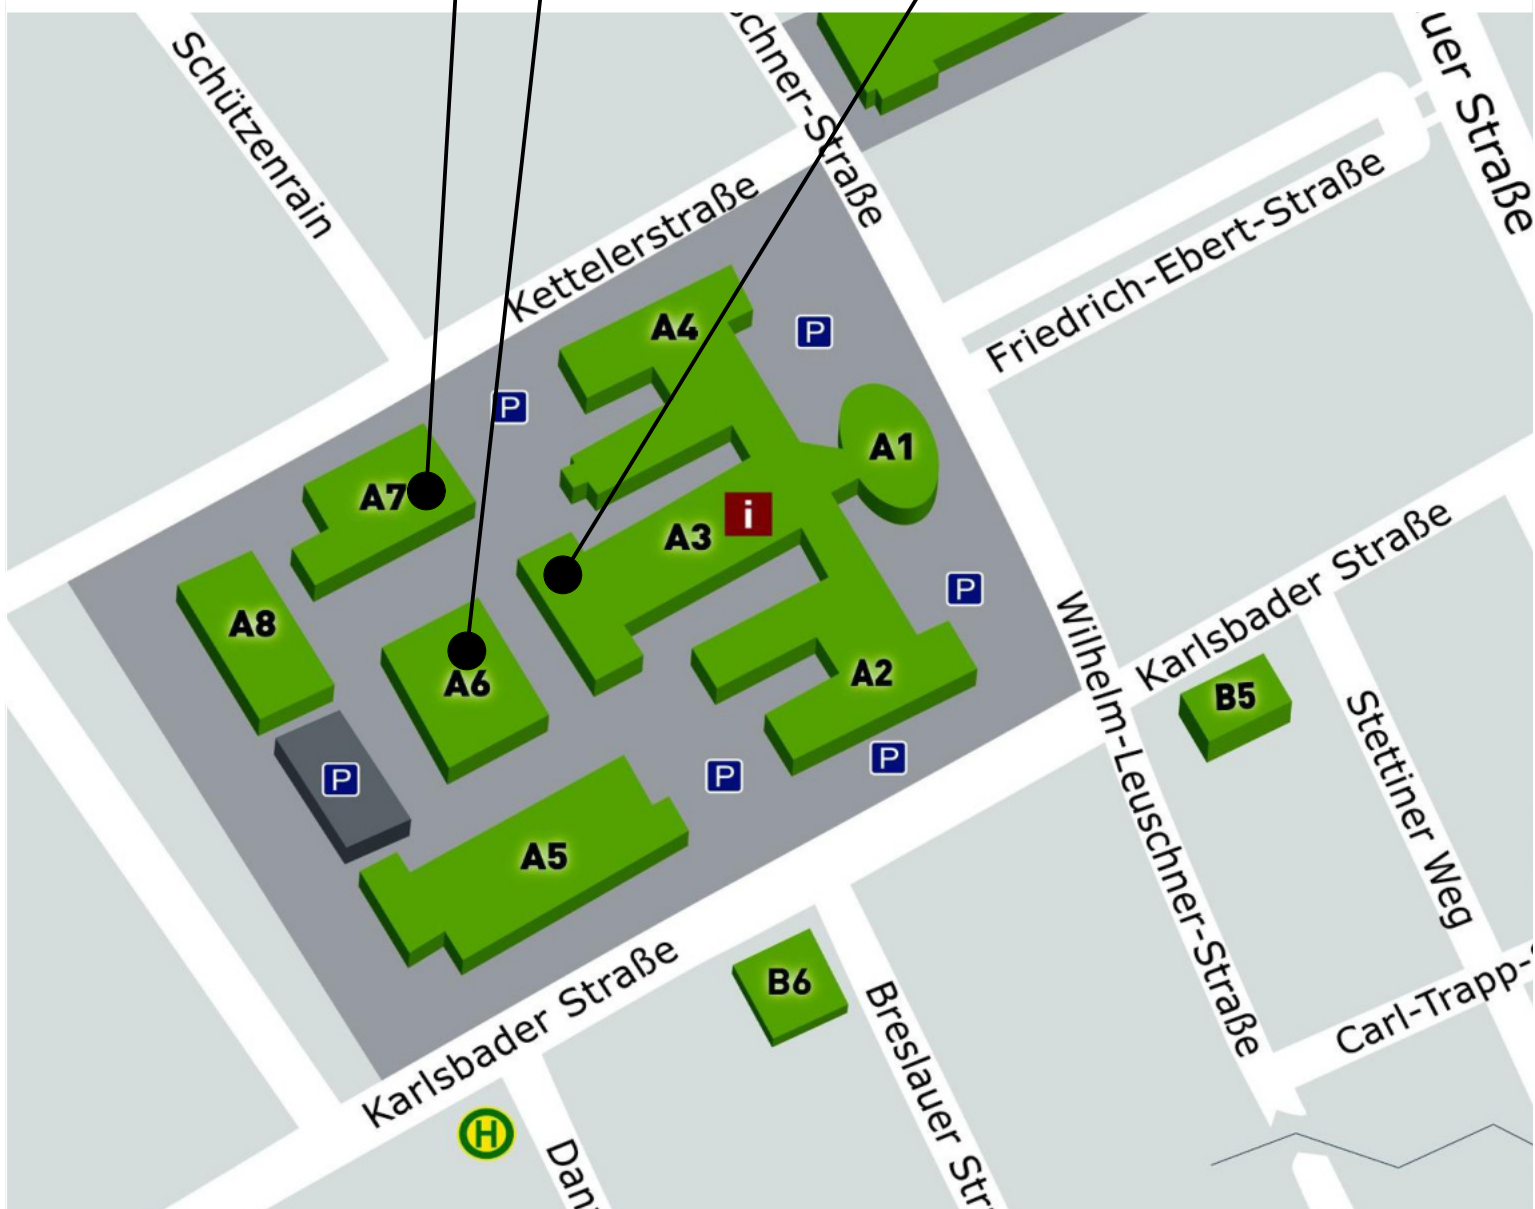 Schützenrain
chner-Straße
uer Straße
Kettelerstraße
Friedrich-Ebert-Straße
A4
P
P
A1
A7
i
A3
A8
P
A6
A2
Wilhelm-Leuschner-Straße
Karlsbader Straße
B5
Stettiner Weg
P
P
P
A5
B6
Karlsbader Straße
Breslauer Str
Carl-Trapp-
H
Dan